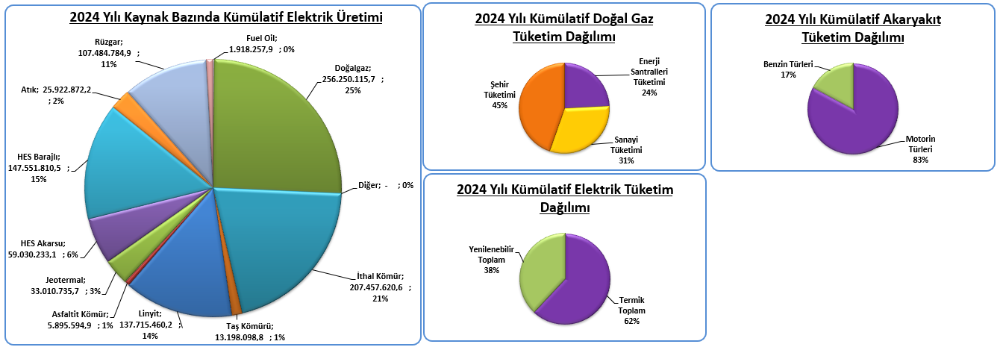 2024 Yılı Kaynak Bazında Kümülatif Elektrik Üretimi
Fuel Oil;
1.918.257,9 ; 0%
Doğalgaz;
256.250.115,7 ;
25%
Diğer; - ; 0%
İthal Kömür;
207.457.620,6 ;
21%
Taş Kömürü;
13.198.098,8 ; 1%
Linyit;
137.715.460,2 ;
14%
Asfaltit Kömür;
5.895.594,9 ; 1%
Jeotermal;
33.010.735,7 ; 3%
HES Akarsu;
59.030.233,1 ; 6%
HES Barajlı;
147.551.810,5 ;
15%
Atık; 25.922.872,2
; 2%
Rüzgar;
107.484.784,9 ;
11%
2024 Yılı Kümülatif Doğal Gaz
Tüketim Dağılımı
Enerji
Santralleri
Tüketimi
24%
Sanayi
Tüketimi
31%
Şehir
Tüketimi
45%
2024 Yılı Kümülatif Akaryakıt
Tüketim Dağılımı
Benzin Türleri
17%
Motorin
Türleri
83%
2024 Yılı Kümülatif Elektrik Tüketim
Dağılımı
Yenilenebilir
Toplam
38%
Termik
Toplam
62%